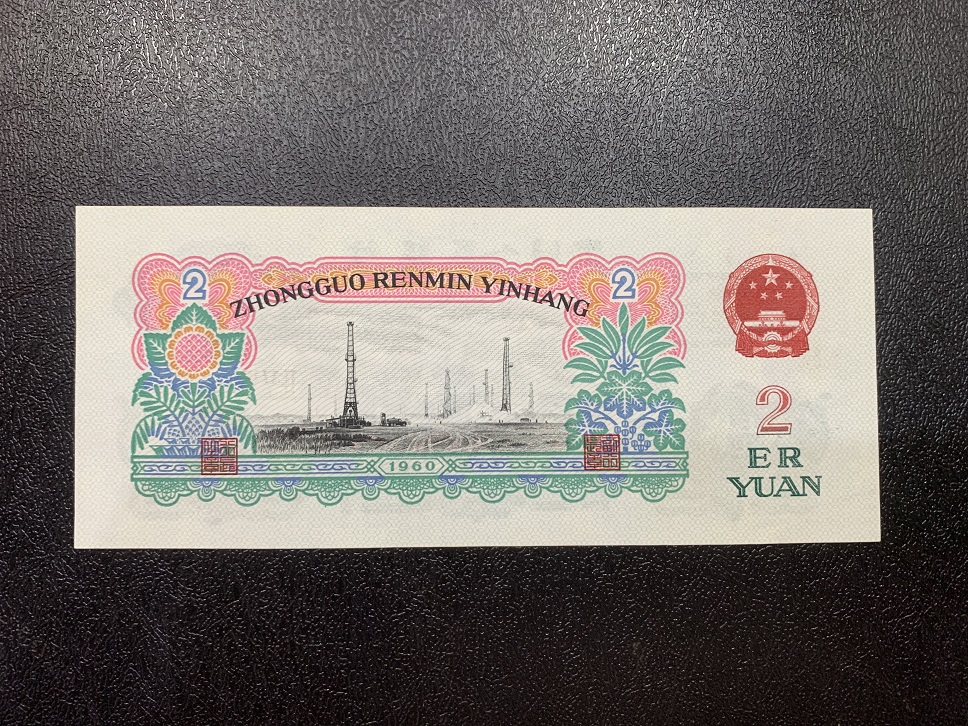 2
2
ZHONGGUO RENMIN YINHANG
1960
2
ER
YUAN